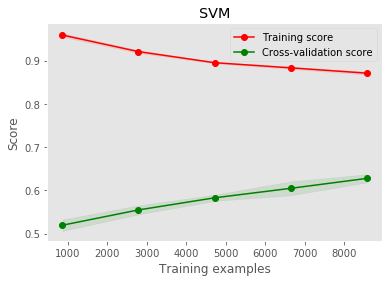 SVM
Training score
Cross-validation score
Score
0.9
0.8
0.7
0.6
0.5
1000 2000 3000 4000 5000 6000 7000 8000
Training examples